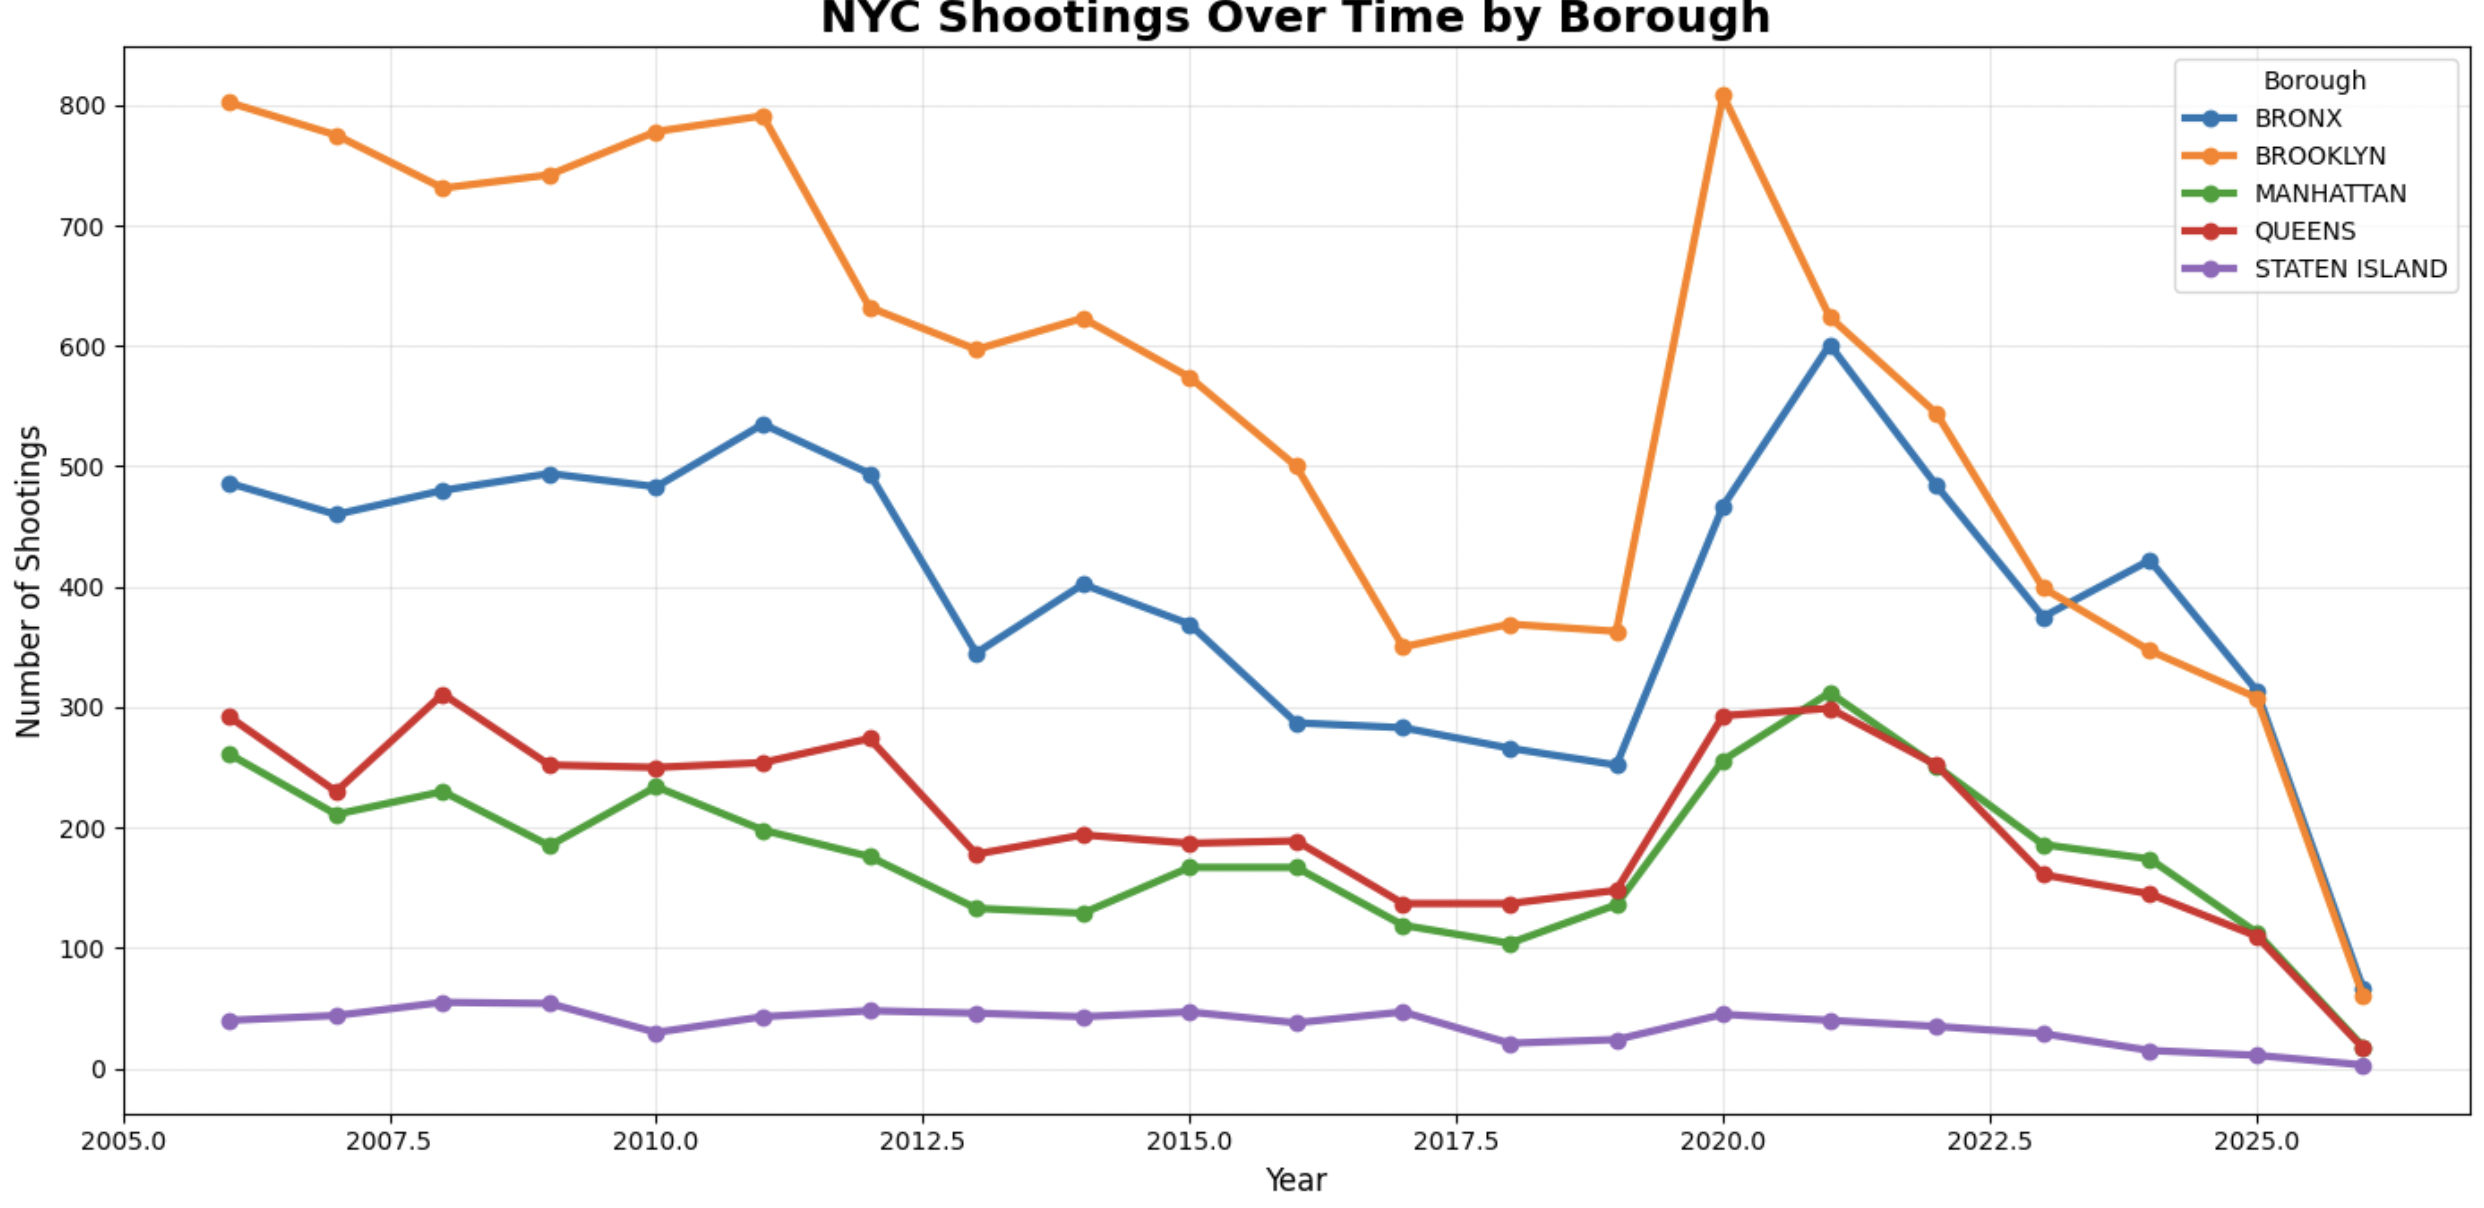 NYC Shootings Over Time by Borough
Borough
BRONX
BROOKLYN
MANHATTAN
QUEENS
STATEN ISLAND
Number of Shootings
800
700
600
500
400
300
200
100
0
2005.0 2007.5 2010.0 2012.5 2015.0 2017.5 2020.0 2022.5 2025.0
Year